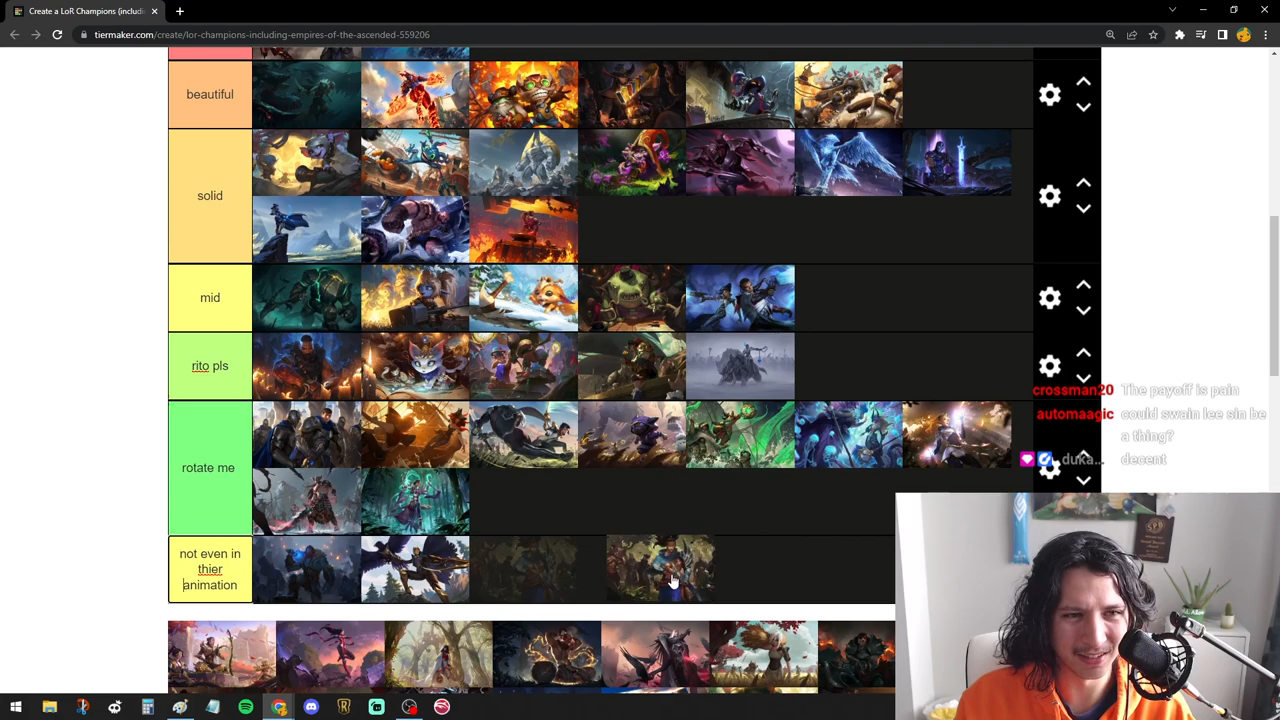 Create a LoR Champions (includi
tiermaker.com/create/lor-champions-including-empires-of-the-ascended-559206
beautiful
solid
mid
rito pls
rotate me
not even in
thier
animation
crossman20 The payoff is pain
automaagic could swain lee sin be
a thing?
duka... decent